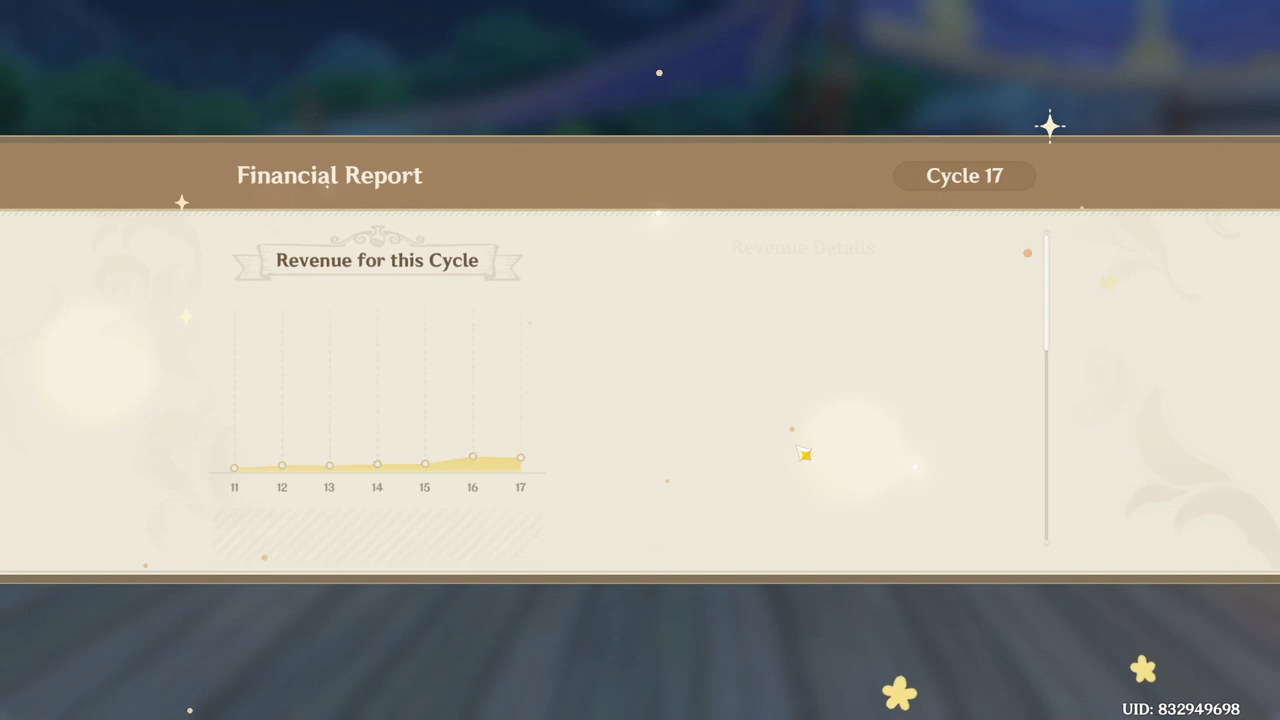 Financial Report
Cycle 17
Revenue for this Cycle
Revenue Details
11 12 13 14 15 16 17
UID: 832949698